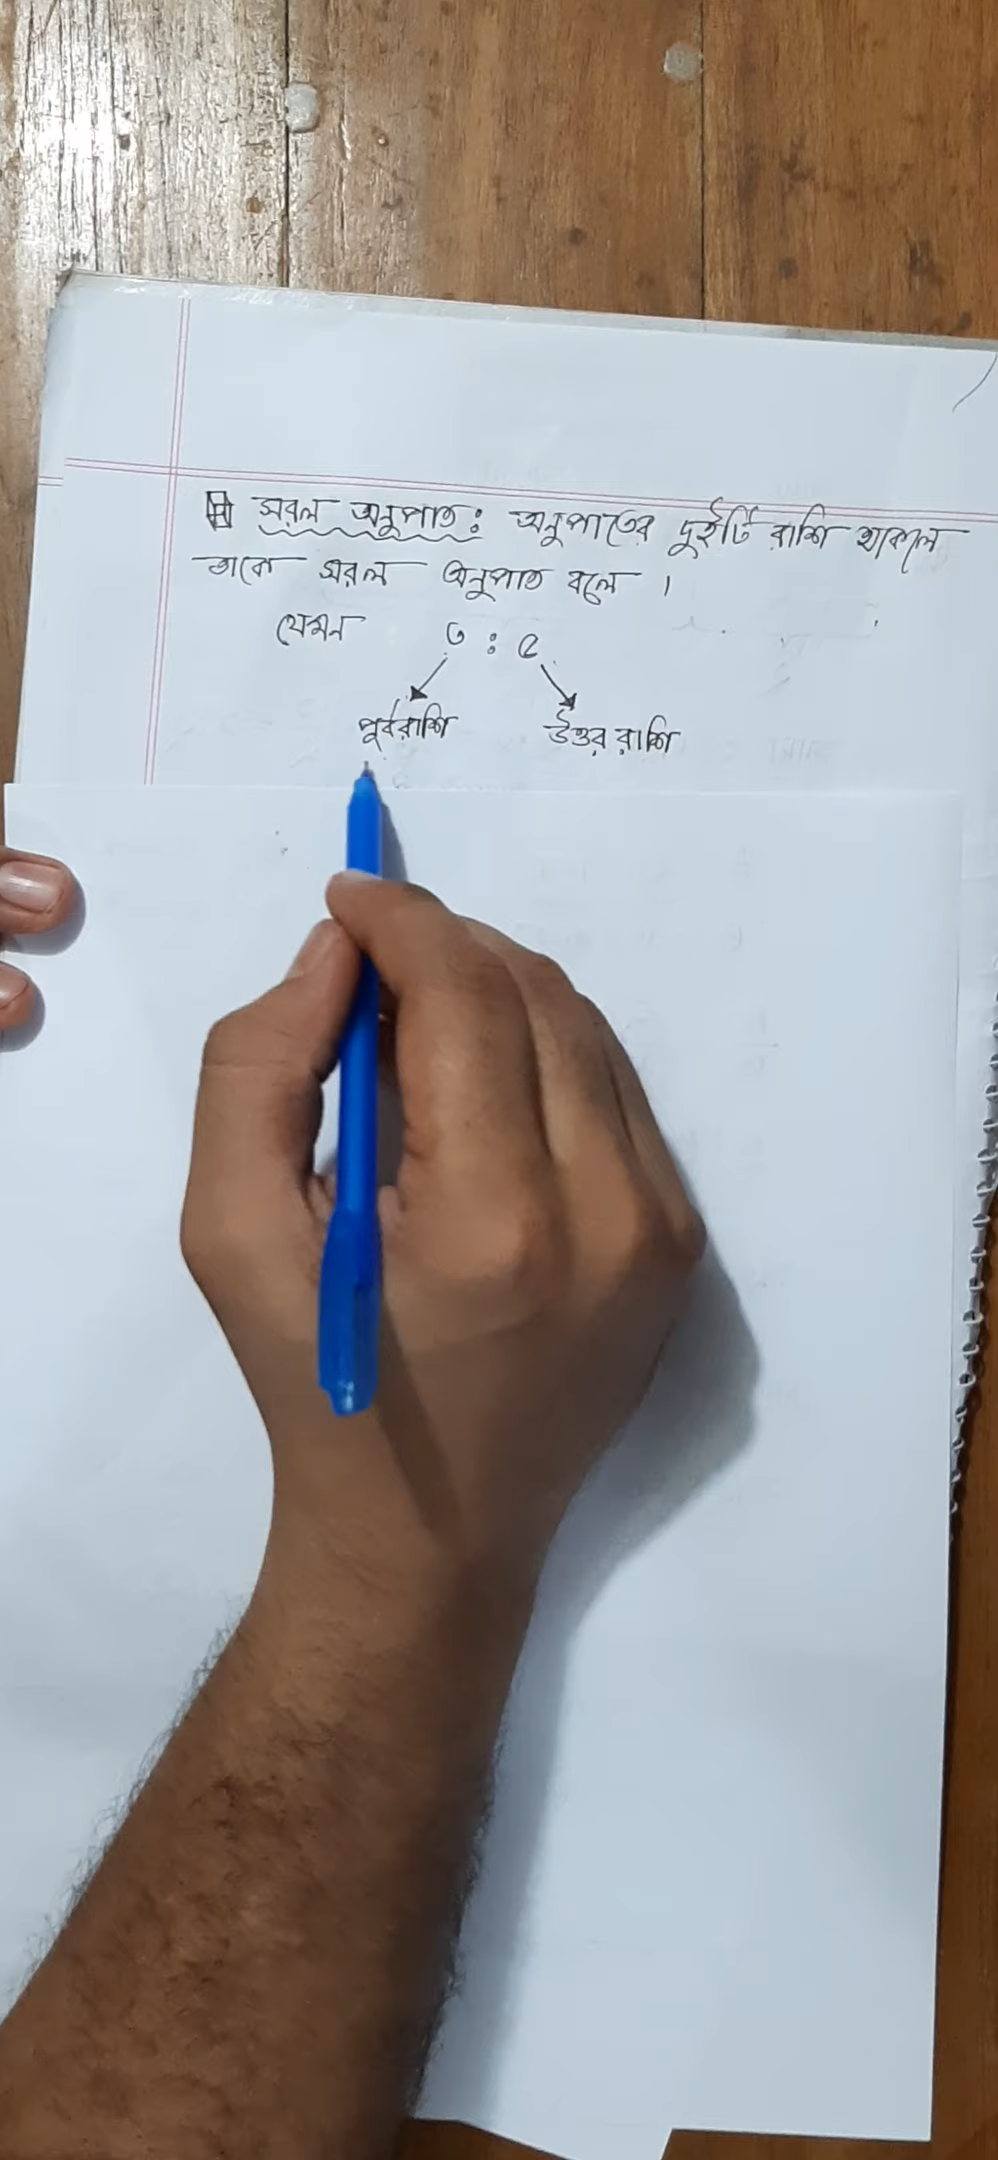 সরল অনুপাত : অনুপাতের দুইটি রাশি থাকলে
তাকে সরল অনুপাত বলে ।
যেমন ৩ : ৫
পূর্বরাশি উত্তর রাশি